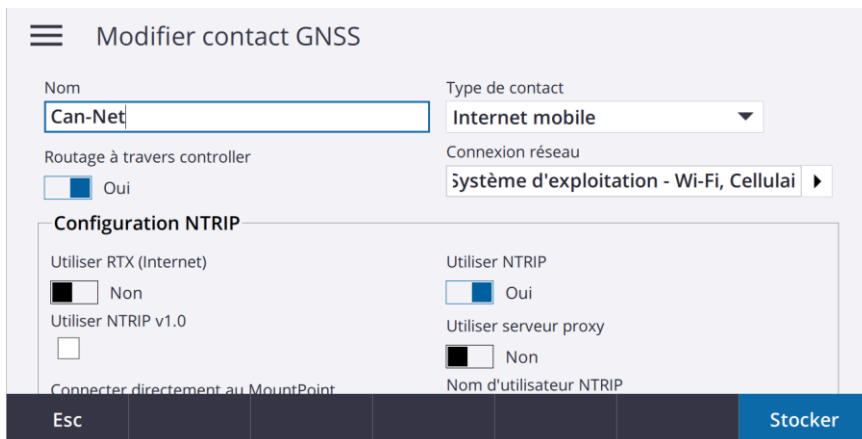 Modifier contact GNSS
Nom
Type de contact
Can-Net
Internet mobile
Routage à travers controller
Connexion réseau
Oui
Système d'exploitation - Wi-Fi, Cellulai
Configuration NTRIP
Utiliser RTX (Internet)
Utiliser NTRIP
Non
Oui
Utiliser NTRIP v1.0
Utiliser serveur proxy
Non
Connecter directement au MountPoint
Nom d'utilisateur NTRIP
Esc
Stocker